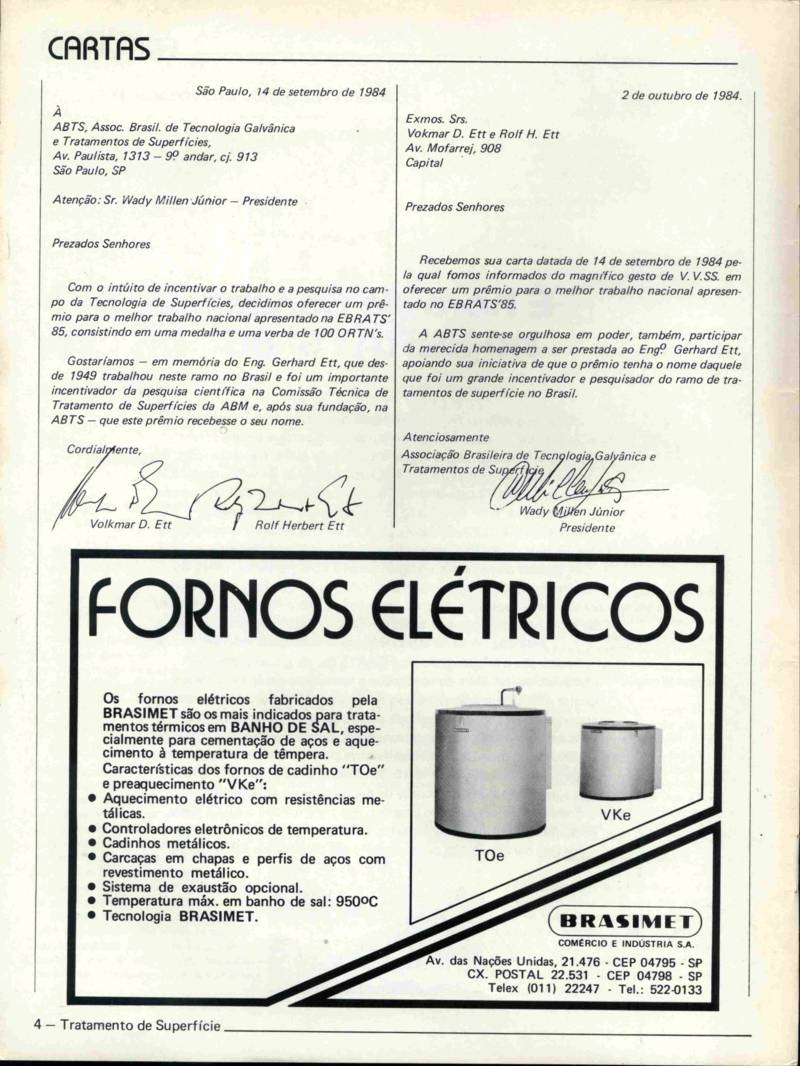 CARTAS
São Paulo, 14 de setembro de 1984
À
ABTS, Assoc. Brasil. de Tecnologia Galvânica
e Tratamentos de Superfícies,
Av. Paulista, 1313 – 9º andar, cj. 913
São Paulo, SP
Atenção: Sr. Wady Millen Júnior – Presidente
Prezados Senhores
Com o intúito de incentivar o trabalho e a pesquisa no cam-
po da Tecnologia de Superfícies, decidimos oferecer um prê-
mio para o melhor trabalho nacional apresentado na EBRATS'
85, consistindo em uma medalha e uma verba de 100 ORTN's.
Gostaríamos – em memória do Eng. Gerhard Ett, que des-
de 1949 trabalhou neste ramo no Brasil e foi um importante
incentivador da pesquisa científica na Comissão Técnica de
Tratamento de Superfícies da ABM e, após sua fundação, na
ABTS – que este prêmio recebesse o seu nome.
Cordialmente,
Volkmar D. Ett Rolf Herbert Ett
2 de outubro de 1984.
Exmos. Srs.
Vokmar D. Ett e Rolf H. Ett
Av. Mofarrej, 908
Capital
Prezados Senhores
Recebemos sua carta datada de 14 de setembro de 1984 pe-
la qual fomos informados do magnífico gesto de V.V.SS. em
oferecer um prêmio para o melhor trabalho nacional apresen-
tado no EBRATS'85.
A ABTS sente-se orgulhosa em poder, também, participar
da merecida homenagem a ser prestada ao Engº Gerhard Ett,
apoiando sua iniciativa de que o prêmio tenha o nome daquele
que foi um grande incentivador e pesquisador do ramo de tra-
tamentos de superfície no Brasil.
Atenciosamente
Associação Brasileira de Tecnologia Galvânica e
Tratamentos de Superfície
Wady Millen Júnior
Presidente
FORNOS ELÉTRICOS
Os fornos elétricos fabricados pela
BRASIMET são os mais indicados para trata-
mentos térmicos em BANHO DE SAL, espe-
cialmente para cementação de aços e aque-
cimento à temperatura de têmpera.
Características dos fornos de cadinho "TOe"
e preaquecimento "VKe":
● Aquecimento elétrico com resistências me-
tálicas.
● Controladores eletrônicos de temperatura.
● Cadinhos metálicos.
● Carcaças em chapas e perfis de aços com
revestimento metálico.
● Sistema de exaustão opcional.
● Temperatura máx. em banho de sal: 950ºC
● Tecnologia BRASIMET.
TOe
VKe
BRASIMET
COMÉRCIO E INDÚSTRIA S.A.
Av. das Nações Unidas, 21.476 - CEP 04795 - SP
CX. POSTAL 22.531 - CEP 04798 - SP
Telex (011) 22247 - Tel.: 522-0133
4 – Tratamento de Superfície